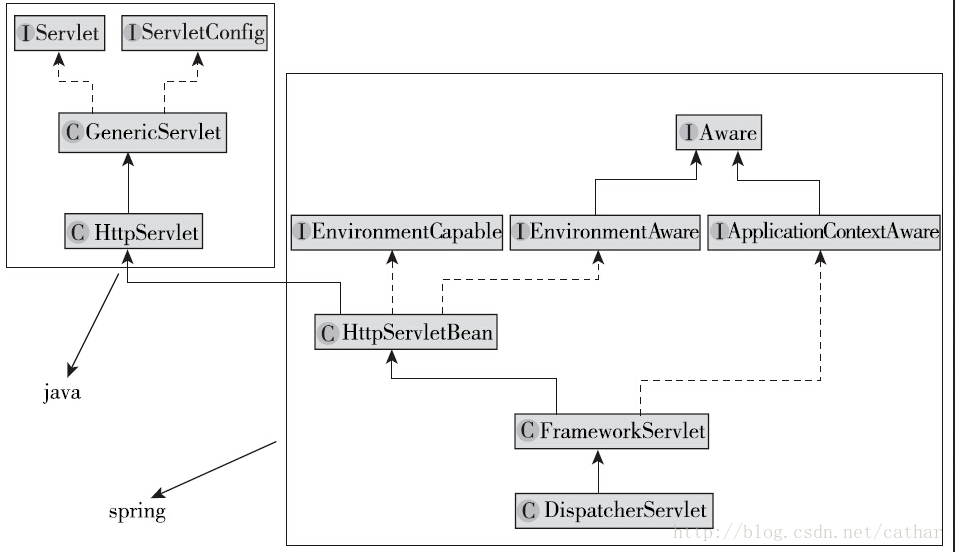 I Servlet
I ServletConfig
C GenericServlet
C HttpServlet
I Aware
I EnvironmentCapable
I EnvironmentAware
I ApplicationContextAware
C HttpServletBean
C FrameworkServlet
C DispatcherServlet
java
spring
http://blog.csdn.net/cathar